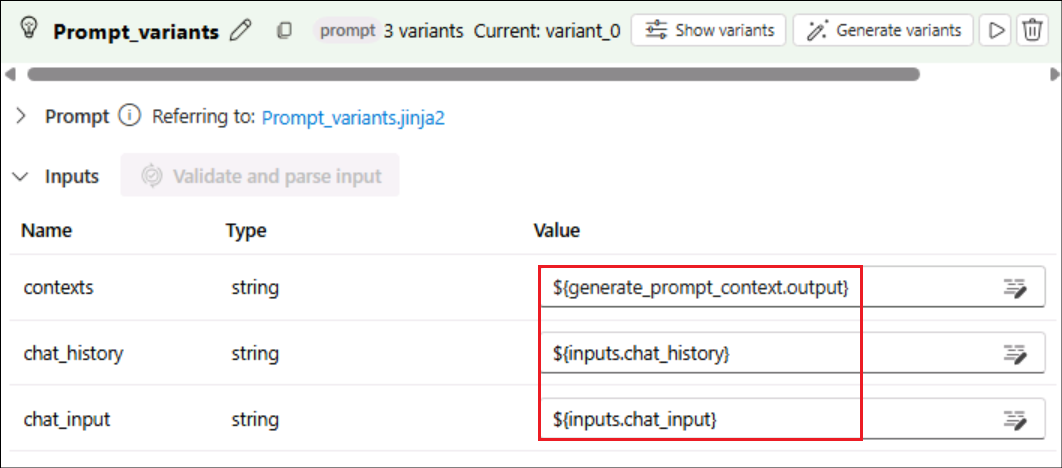 Prompt_variants prompt 3 variants Current: variant_0 Show variants Generate variants
Prompt Referring to: Prompt_variants.jinja2
Inputs Validate and parse input
Name Type Value
contexts string ${generate_prompt_context.output}
chat_history string ${inputs.chat_history}
chat_input string ${inputs.chat_input}